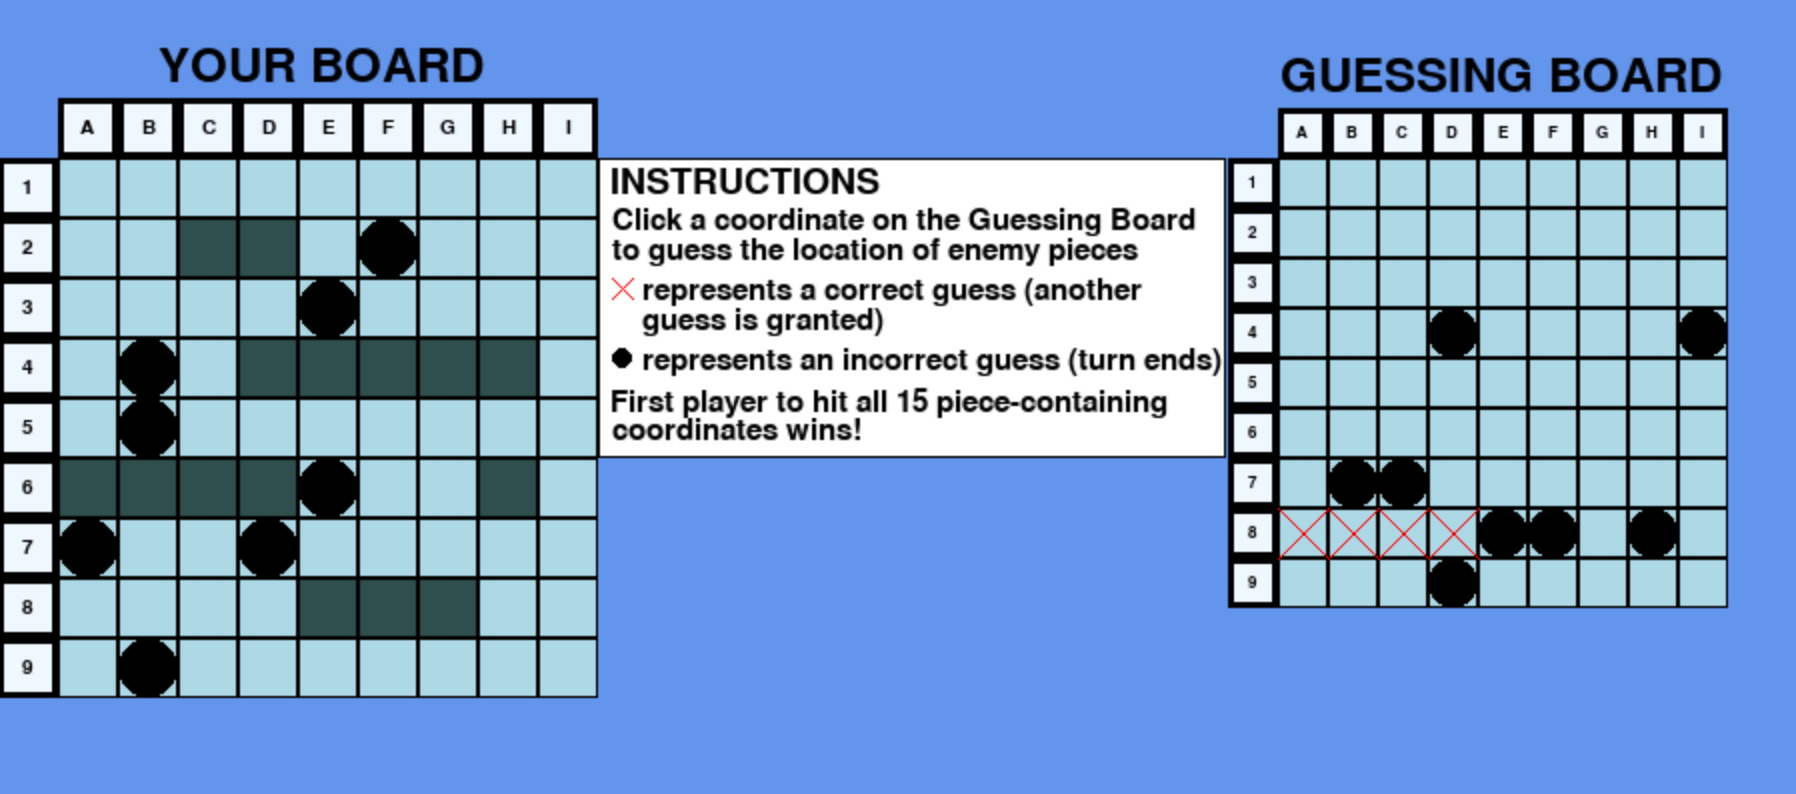 YOUR BOARD
A B C D E F G H I
1
2
3
4
5
6
7
8
9
INSTRUCTIONS
Click a coordinate on the Guessing Board
to guess the location of enemy pieces
represents a correct guess (another
guess is granted)
represents an incorrect guess (turn ends)
First player to hit all 15 piece-containing
coordinates wins!
GUESSING BOARD
A B C D E F G H I
1
2
3
4
5
6
7
8
9